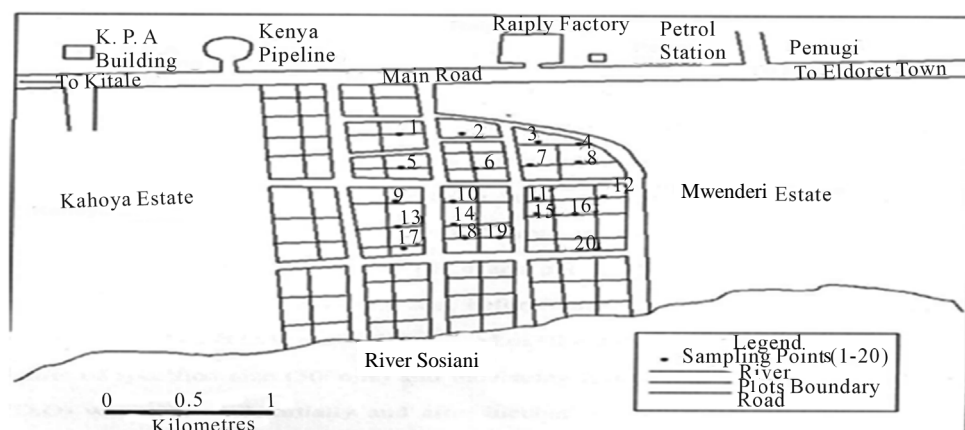 K. P. A
Building
Kenya
Pipeline
Raiply Factory
Petrol
Station
Pemugi
To Kitale
Main Road
To Eldoret Town
1
2
3
4
5
6
7
8
Kahoya Estate
9
10
11
12
Mwenderi Estate
13
14
15
16
17
18
19
20
River Sosiani
Legend
Sampling Points (1-20)
River
Plots Boundary
Road
0 0.5 1
Kilometres